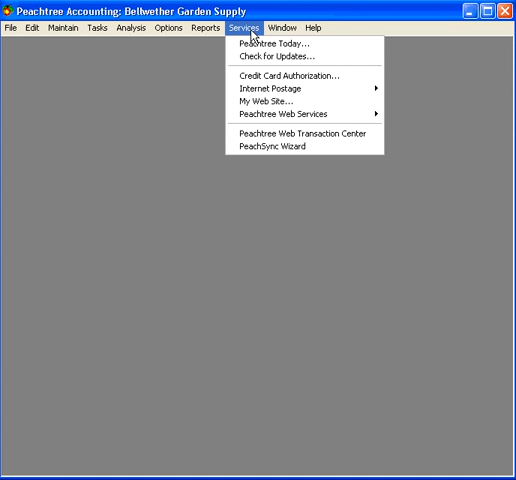 Peachtree Accounting: Bellwether Garden Supply
File Edit Maintain Tasks Analysis Options Reports Services Window Help
Peachtree Today...
Check for Updates...
Credit Card Authorization...
Internet Postage
My Web Site...
Peachtree Web Services
Peachtree Web Transaction Center
PeachSync Wizard